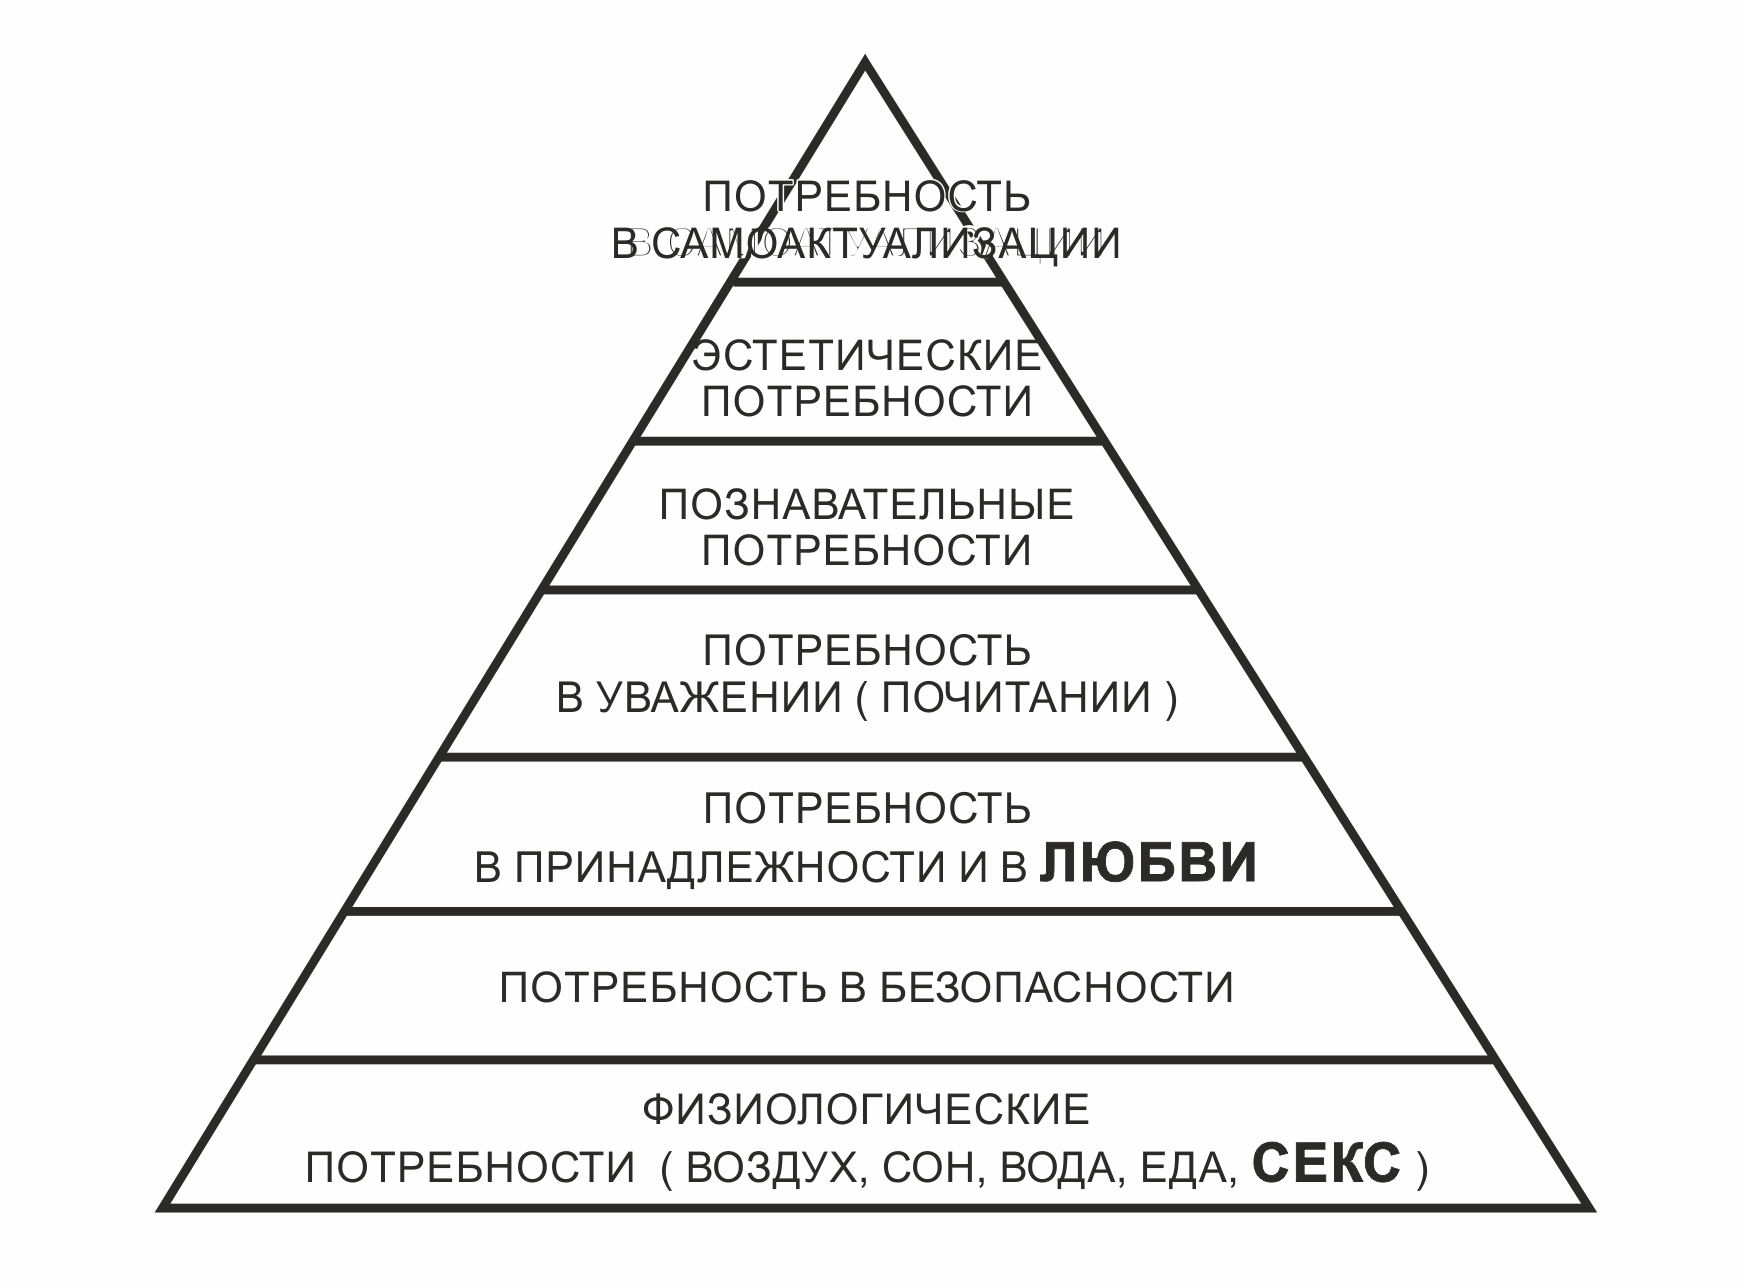 ПОТРЕБНОСТЬ
В САМОАКТУАЛИЗАЦИИ
ЭСТЕТИЧЕСКИЕ
ПОТРЕБНОСТИ
ПОЗНАВАТЕЛЬНЫЕ
ПОТРЕБНОСТИ
ПОТРЕБНОСТЬ
В УВАЖЕНИИ ( ПОЧИТАНИИ )
ПОТРЕБНОСТЬ
В ПРИНАДЛЕЖНОСТИ И В ЛЮБВИ
ПОТРЕБНОСТЬ В БЕЗОПАСНОСТИ
ФИЗИОЛОГИЧЕСКИЕ
ПОТРЕБНОСТИ ( ВОЗДУХ, СОН, ВОДА, ЕДА, СЕКС )